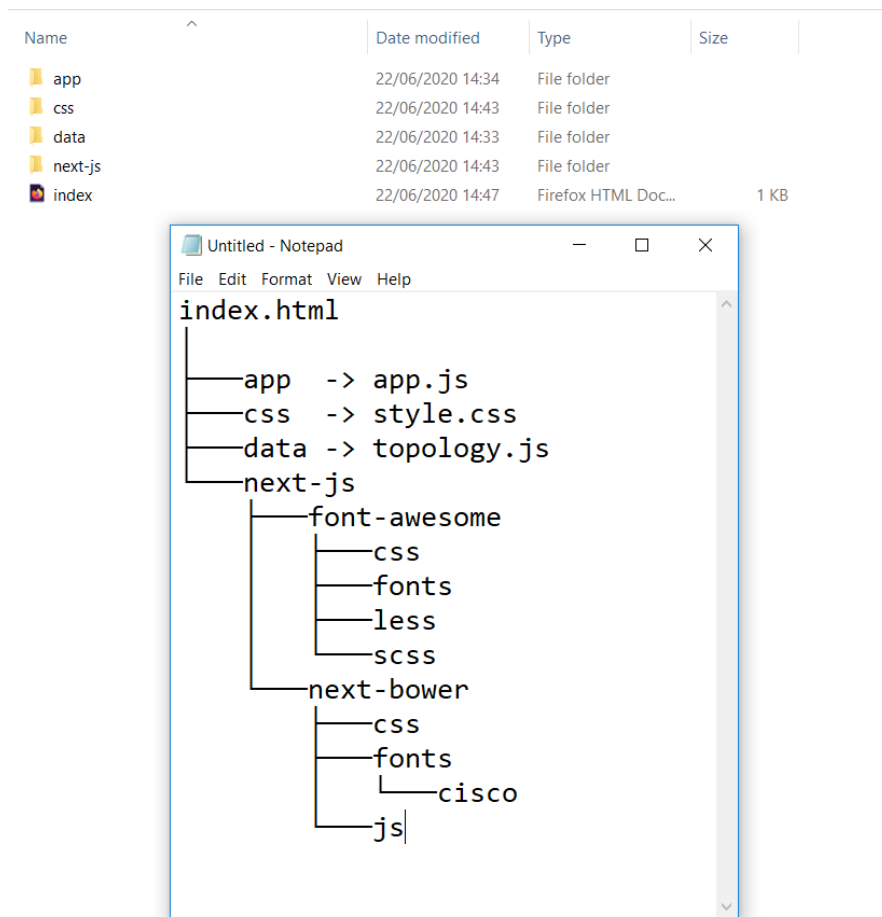 Name Date modified Type Size
app 22/06/2020 14:34 File folder
css 22/06/2020 14:43 File folder
data 22/06/2020 14:33 File folder
next-js 22/06/2020 14:43 File folder
index 22/06/2020 14:47 Firefox HTML Doc... 1 KB
Untitled - Notepad
File Edit Format View Help
index.html
│
├───app -> app.js
├───css -> style.css
├───data -> topology.js
└───next-js
    ├───font-awesome
    │   ├───css
    │   ├───fonts
    │   ├───less
    │   └───scss
    └───next-bower
        ├───css
        ├───fonts
        │   └───cisco
        └───js